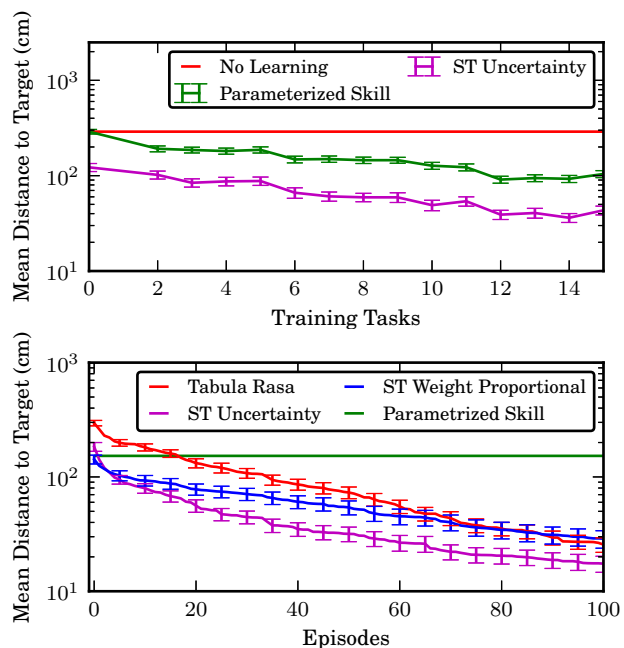 Mean Distance to Target (cm)
10³
10²
10¹
No Learning
ST Uncertainty
Parameterized Skill
0 2 4 6 8 10 12 14
Training Tasks
Mean Distance to Target (cm)
10³
10²
10¹
Tabula Rasa
ST Weight Proportional
ST Uncertainty
Parametrized Skill
0 20 40 60 80 100
Episodes